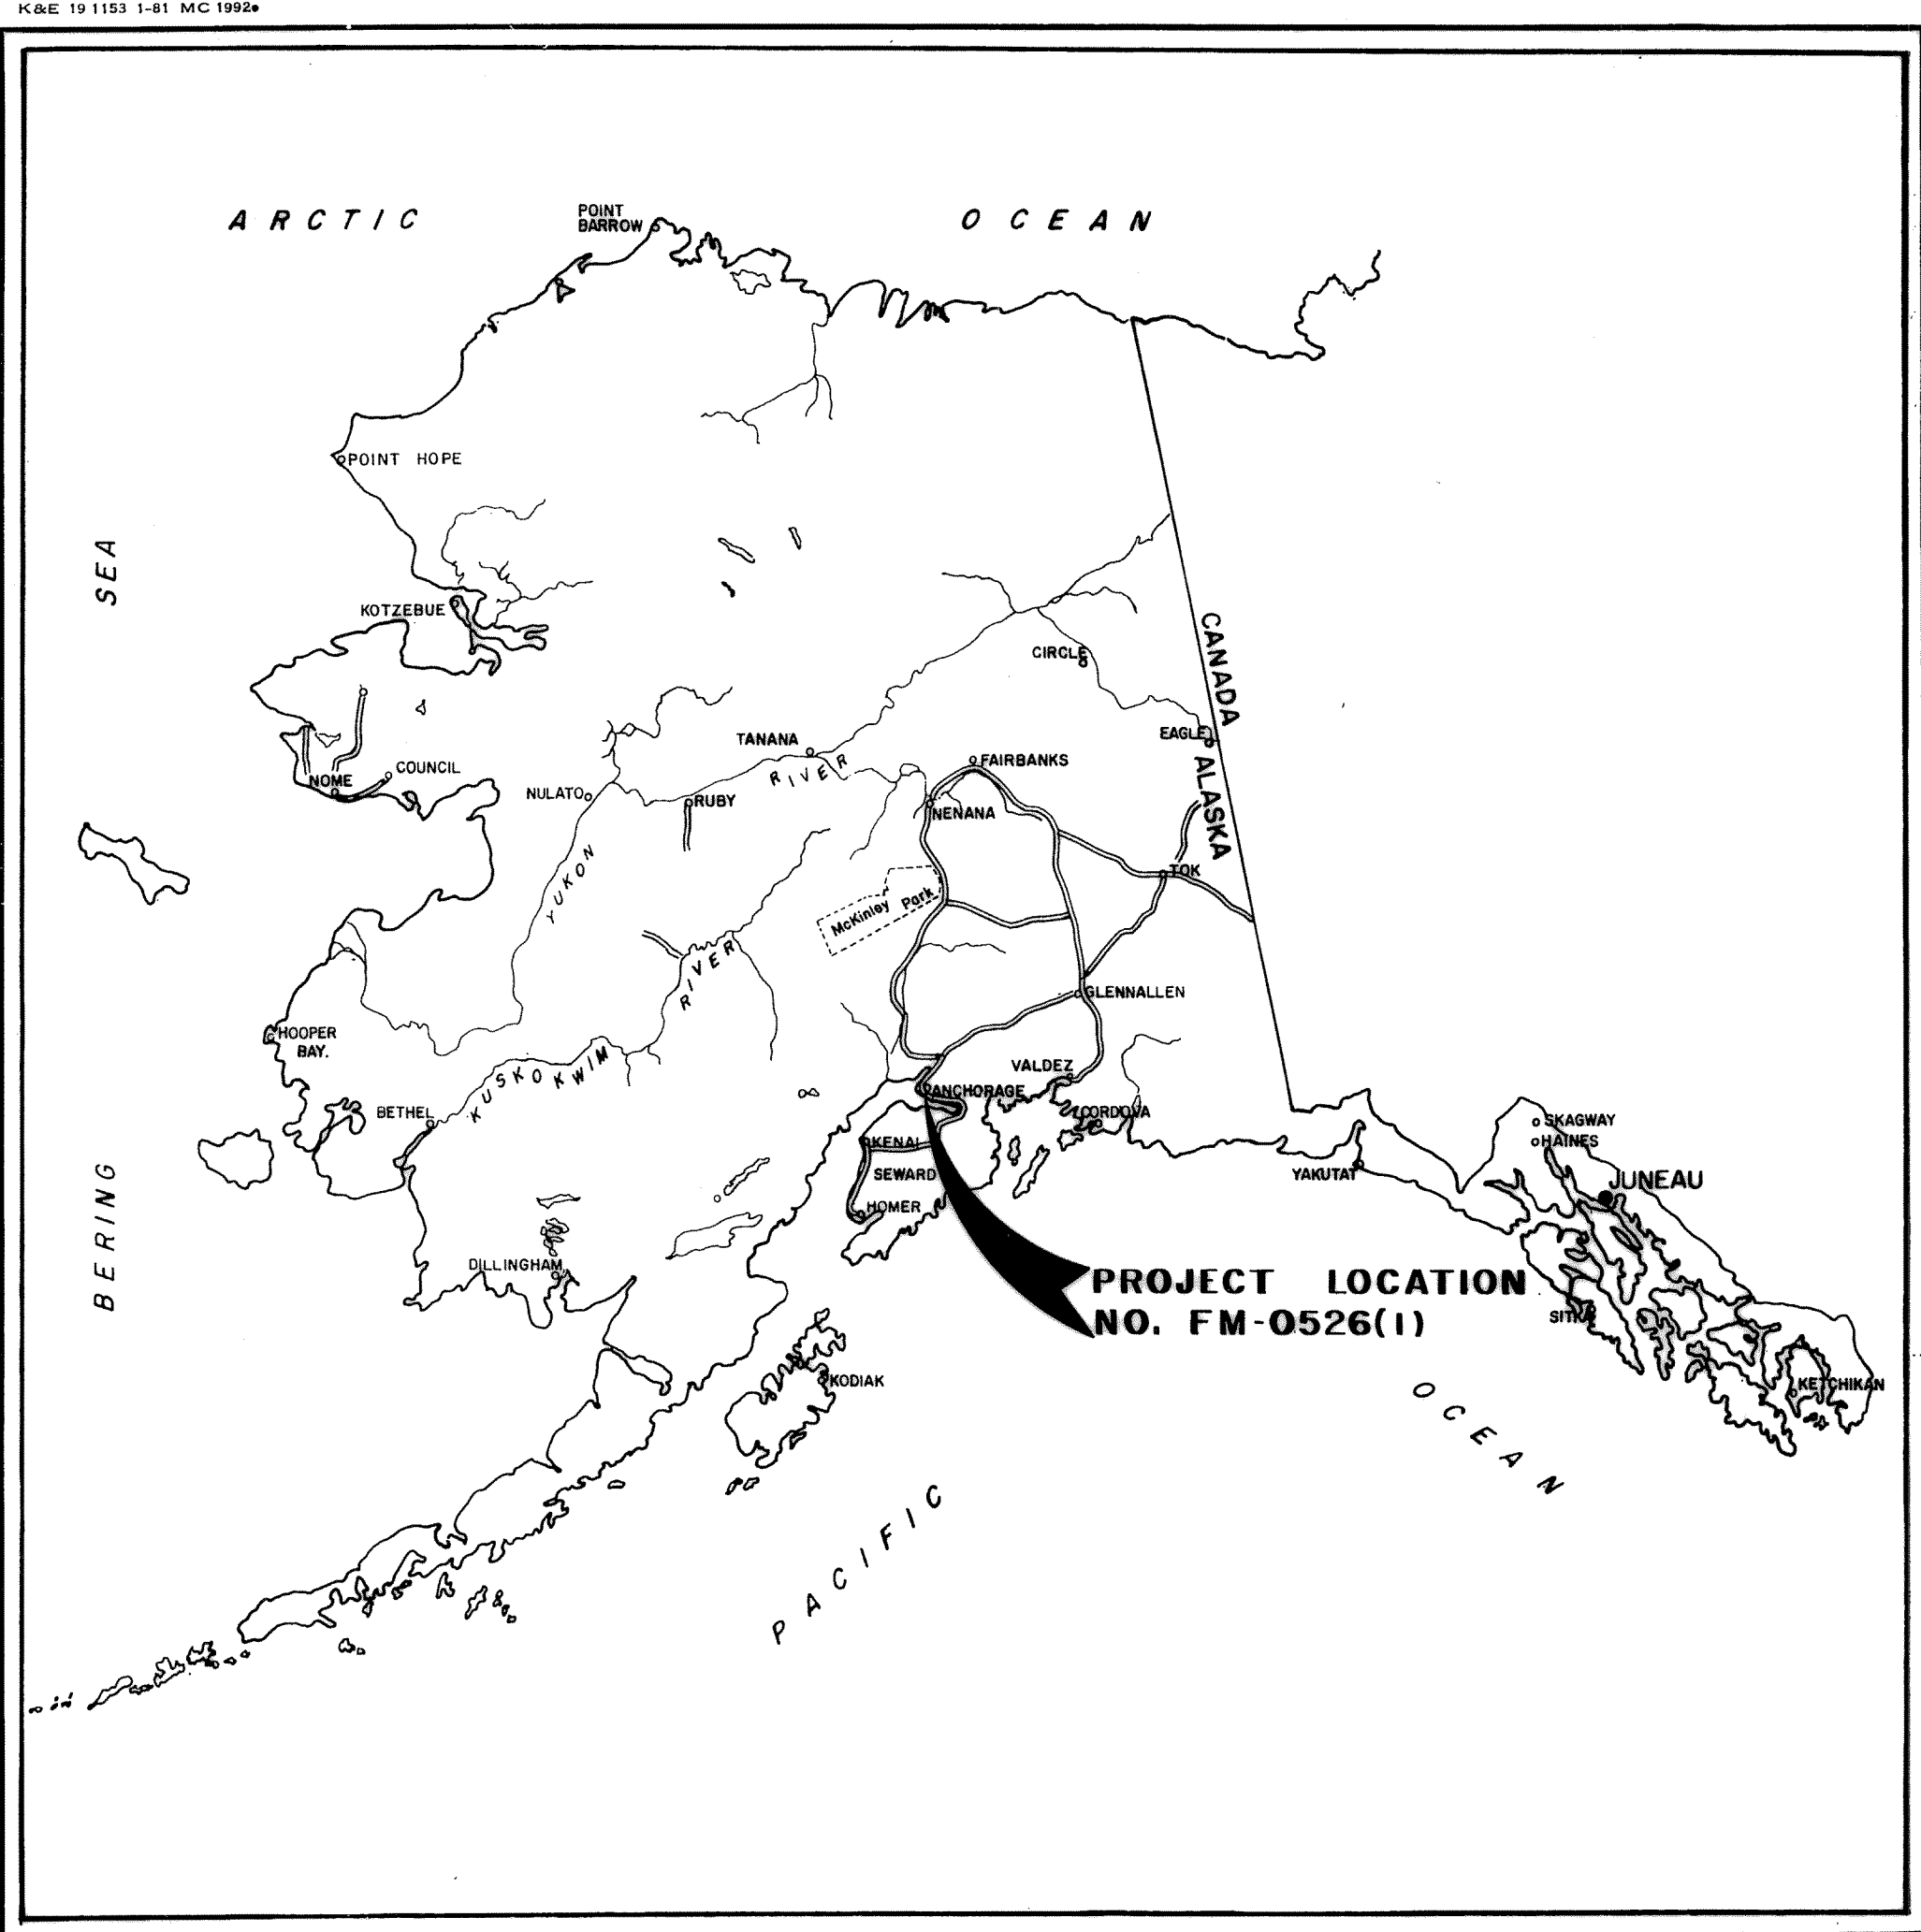 K&E 19 1153 1-81 MC 1992
ARCTIC OCEAN
POINT
BARROW
POINT HOPE
SEA
KOTZEBUE
CANADA
CIRCLE
EAGLE
ALASKA
TANANA
RIVER
FAIRBANKS
NOME
COUNCIL
NULATO
RUBY
NENANA
YUKON
TOK
McKinley Park
RIVER
GLENNALLEN
HOOPER
BAY.
KUSKOKWIM
VALDEZ
ANCHORAGE
BETHEL
CORDOVA
SKAGWAY
HAINES
KENAI
SEWARD
YAKUTAT
JUNEAU
HOMER
BERING
DILLINGHAM
PROJECT LOCATION
NO. FM-0526(1)
SITKA
KODIAK
KETCHIKAN
OCEAN
PACIFIC